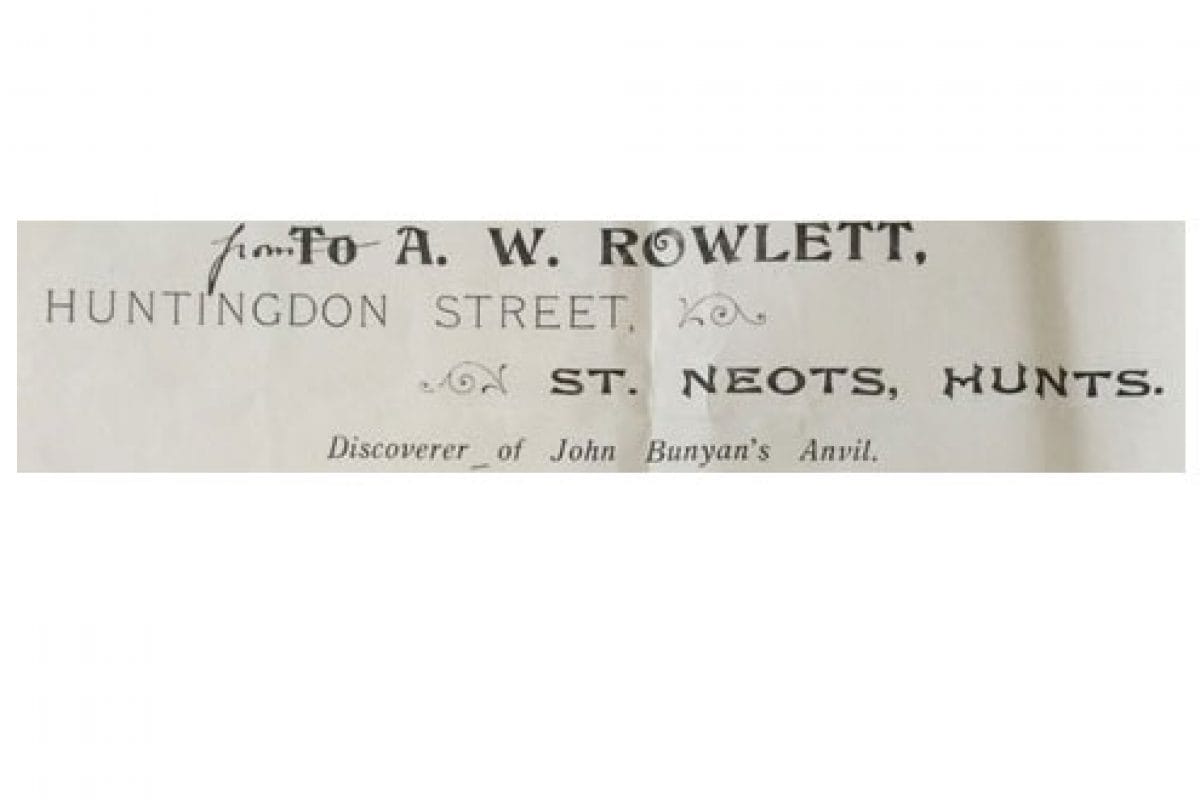 from To A. W. ROWLETT,
HUNTINGDON STREET,
ST. NEOTS, HUNTS.
Discoverer of John Bunyan's Anvil.